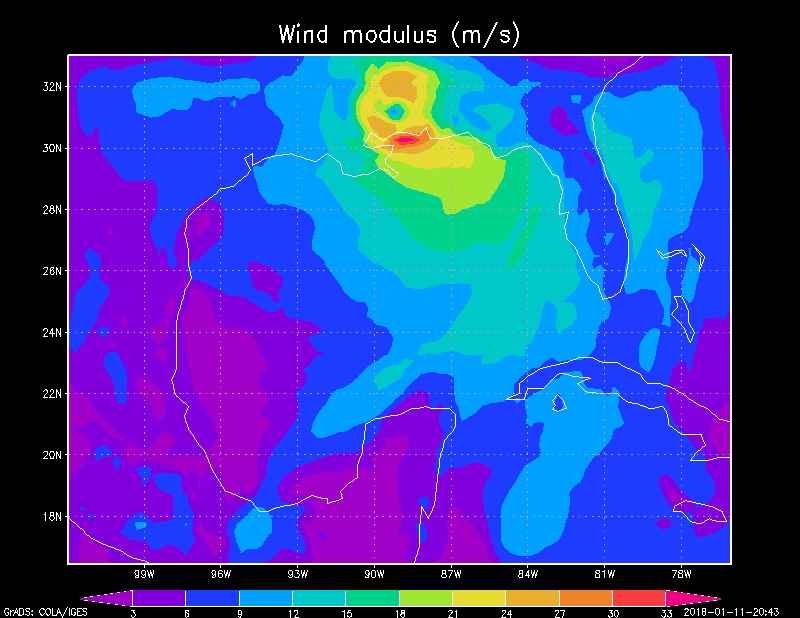 Wind modulus (m/s)
32N
30N
28N
26N
24N
22N
20N
18N
99W 96W 93W 90W 87W 84W 81W 78W
3 6 9 12 15 18 21 24 27 30 33
GrADS: COLA/IGES 2018-01-11-20:43